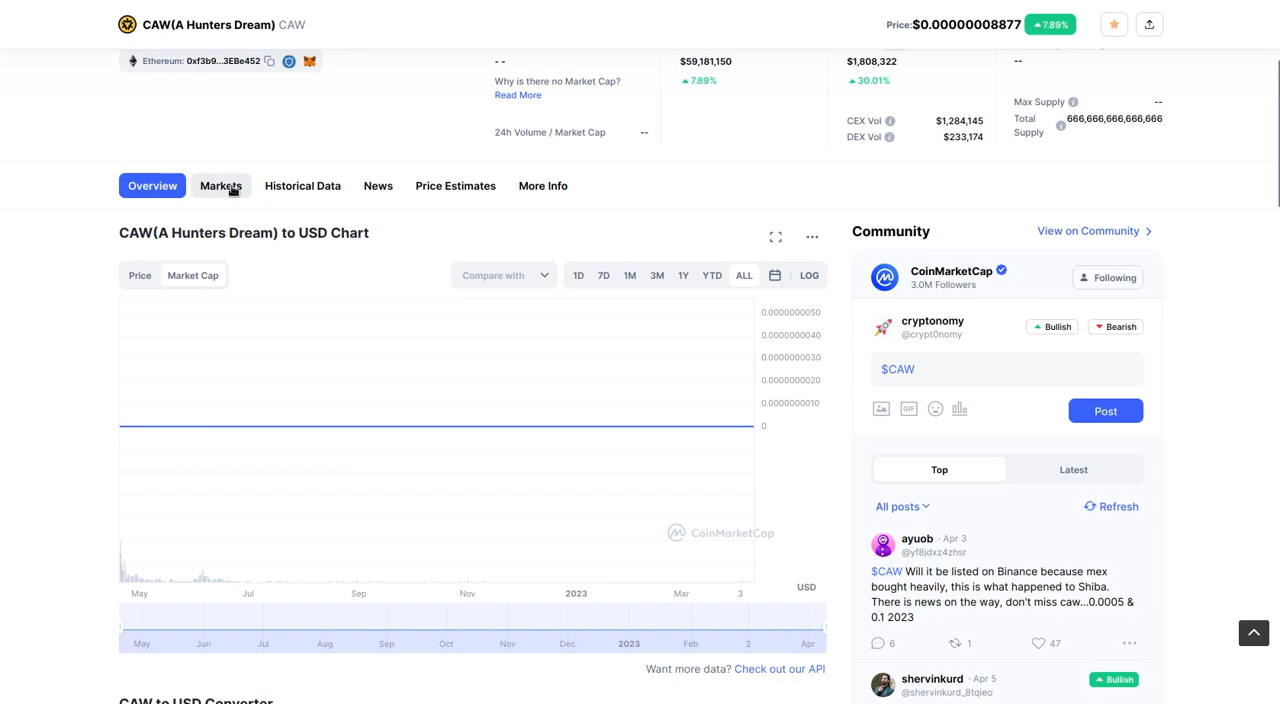 CAW(A Hunters Dream) CAW
Price:$0.00000008877 7.89%
Ethereum: 0xf3b9...3EBe452
- -
$59,181,150
$1,808,322
--
Why is there no Market Cap?
Read More
7.89%
30.01%
24h Volume / Market Cap --
CEX Vol $1,284,145
DEX Vol $233,174
Max Supply --
Total Supply 666,666,666,666,666
Overview Markets Historical Data News Price Estimates More Info
CAW(A Hunters Dream) to USD Chart
Price Market Cap Compare with 1D 7D 1M 3M 1Y YTD ALL LOG
0.0000000050
0.0000000040
0.0000000030
0.0000000020
0.0000000010
0
CoinMarketCap
USD
May Jul Sep Nov 2023 Mar 3
May Jun Jul Aug Sep Oct Nov Dec 2023 Feb 2 Apr
Want more data? Check out our API
CAW to USD Converter
Community View on Community
CoinMarketCap
3.0M Followers
Following
cryptonomy
@crypt0nomy
Bullish Bearish
$CAW
GIF
Post
Top Latest
All posts Refresh
ayuob · Apr 3
@yf8jdxz4zhsr
$CAW Will it be listed on Binance because mex
bought heavily, this is what happened to Shiba.
There is news on the way, don't miss caw...0.0005 &
0.1 2023
6 1 47
shervinkurd · Apr 5
@shervinkurd_8tqieo
Bullish